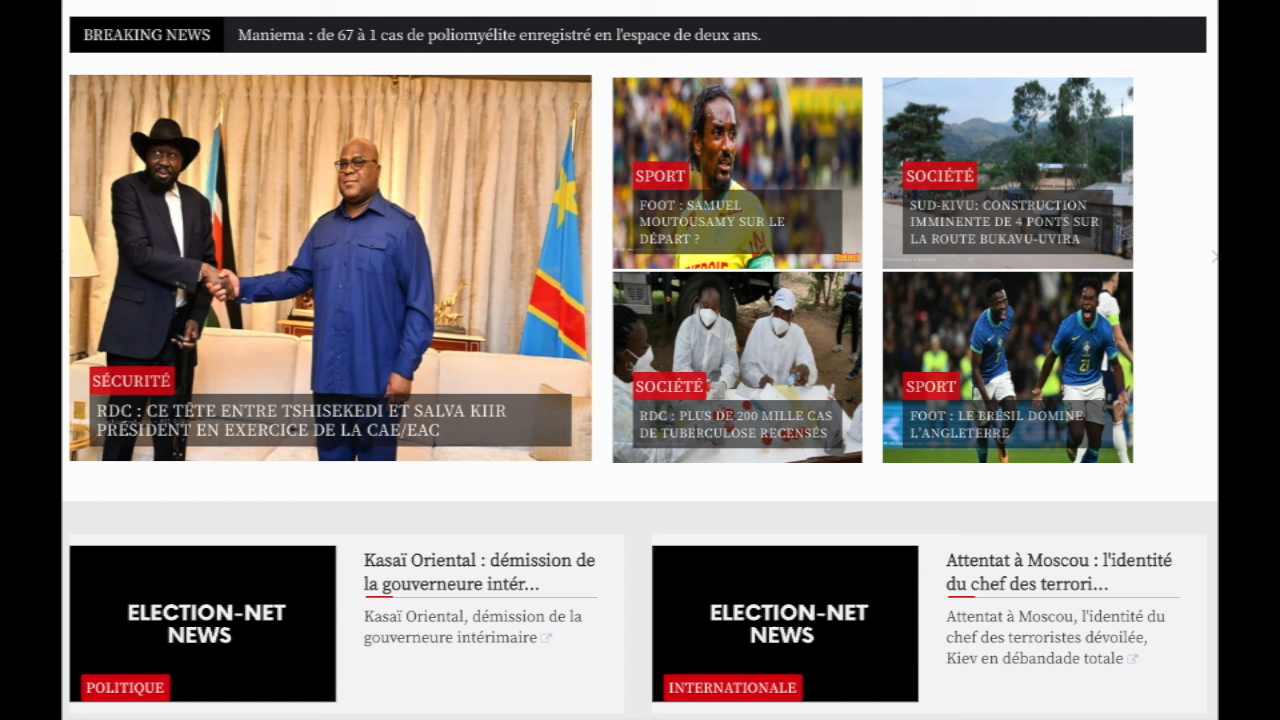 BREAKING NEWS
Maniema : de 67 à 1 cas de poliomyélite enregistré en l'espace de deux ans.
SÉCURITÉ
RDC : CE TÊTE ENTRE TSHISEKEDI ET SALVA KIIR
PRÉSIDENT EN EXERCICE DE LA CAE/EAC
SPORT
FOOT : SAMUEL
MOUTOUSAMY SUR LE
DÉPART ?
SOCIÉTÉ
SUD-KIVU: CONSTRUCTION
IMMINENTE DE 4 PONTS SUR
LA ROUTE BUKAVU-UVIRA
SOCIÉTÉ
RDC : PLUS DE 200 MILLE CAS
DE TUBERCULOSE RECENSÉS
SPORT
FOOT : LE BRÉSIL DOMINE
L'ANGLETERRE
21
ELECTION-NET
NEWS
POLITIQUE
Kasaï Oriental : démission de
la gouverneure intér...
Kasaï Oriental, démission de la
gouverneure intérimaire
ELECTION-NET
NEWS
INTERNATIONALE
Attentat à Moscou : l'identité
du chef des terrori...
Attentat à Moscou, l'identité du
chef des terroristes dévoilée,
Kiev en débandade totale